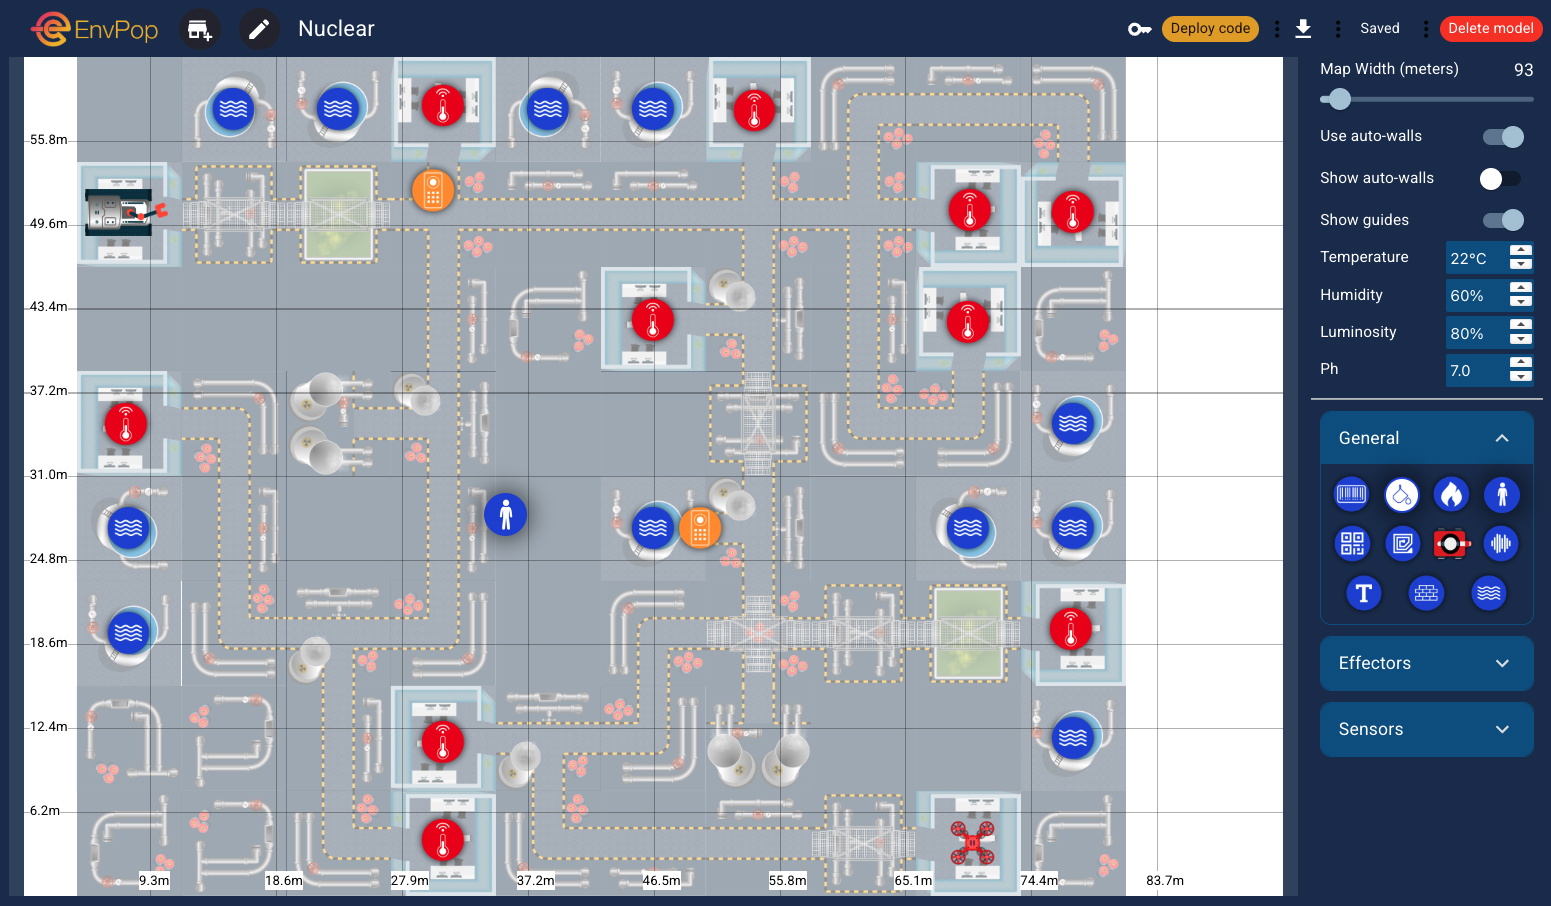 EnvPop
Nuclear
Deploy code
Saved
Delete model
Map Width (meters)
93
Use auto-walls
Show auto-walls
Show guides
Temperature
22°C
Humidity
60%
Luminosity
80%
Ph
7.0
General
T
Effectors
Sensors
55.8m
49.6m
43.4m
37.2m
31.0m
24.8m
18.6m
12.4m
6.2m
9.3m
18.6m
27.9m
37.2m
46.5m
55.8m
65.1m
74.4m
83.7m